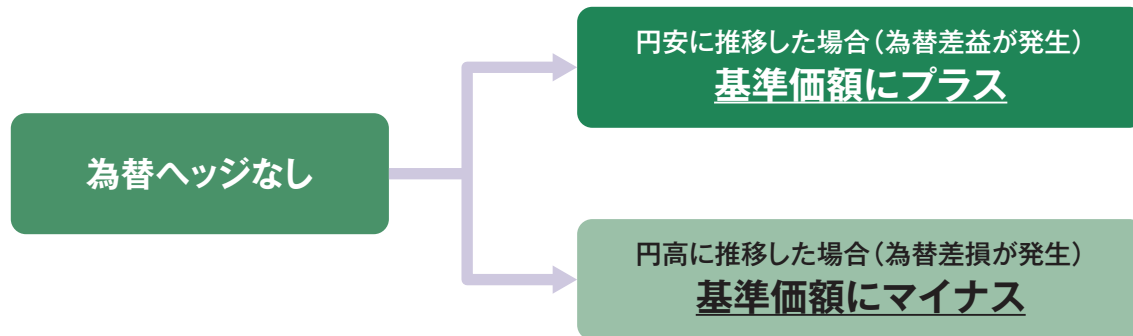 円安に推移した場合（為替差益が発生）
基準価額にプラス
為替ヘッジなし
円高に推移した場合（為替差損が発生）
基準価額にマイナス